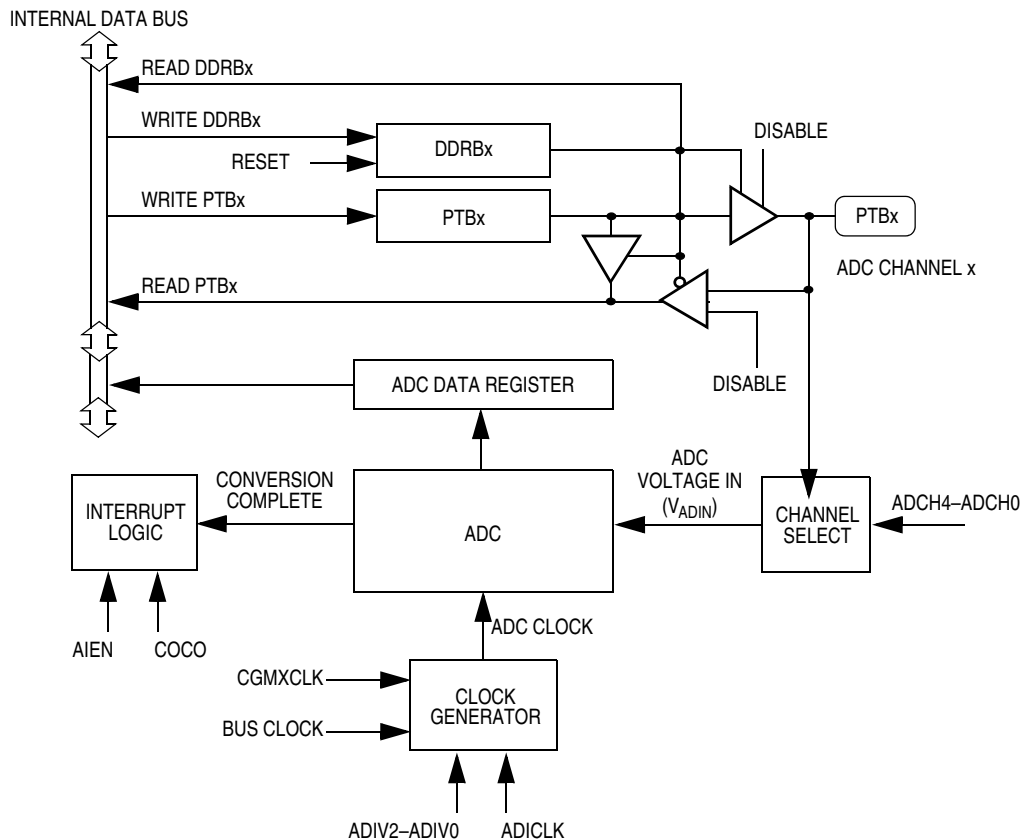 INTERNAL DATA BUS
READ DDRBx
WRITE DDRBx
DISABLE
DDRBx
RESET
WRITE PTBx
PTBx
PTBx
ADC CHANNEL x
READ PTBx
DISABLE
ADC DATA REGISTER
CONVERSION
COMPLETE
ADC
VOLTAGE IN
(VADIN)
INTERRUPT
LOGIC
ADC
CHANNEL
SELECT
ADCH4–ADCH0
AIEN
COCO
ADC CLOCK
CGMXCLK
CLOCK
GENERATOR
BUS CLOCK
ADIV2–ADIV0
ADICLK